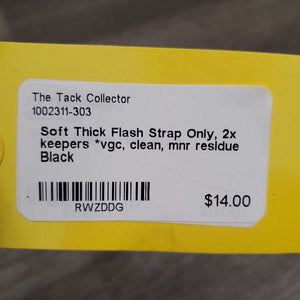 The Tack Collector
1002311-303
Soft Thick Flash Strap Only, 2x
keepers *vgc, clean, mnr residue
Black
RWZDDG
$14.00